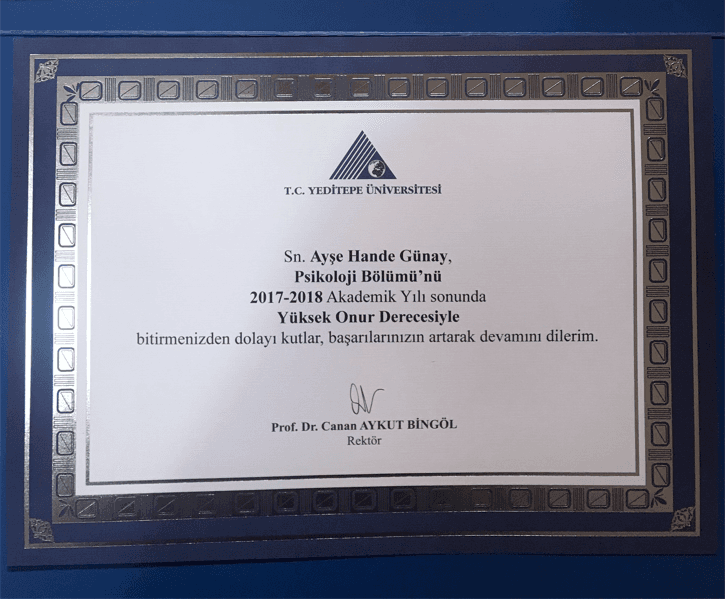 T.C. YEDİTEPE ÜNİVERSİTESİ
Sn. Ayşe Hande Günay,
Psikoloji Bölümü'nü
2017-2018 Akademik Yılı sonunda
Yüksek Onur Derecesiyle
bitirmenizden dolayı kutlar, başarılarınızın artarak devamını dilerim.
Prof. Dr. Canan AYKUT BİNGÖL
Rektör